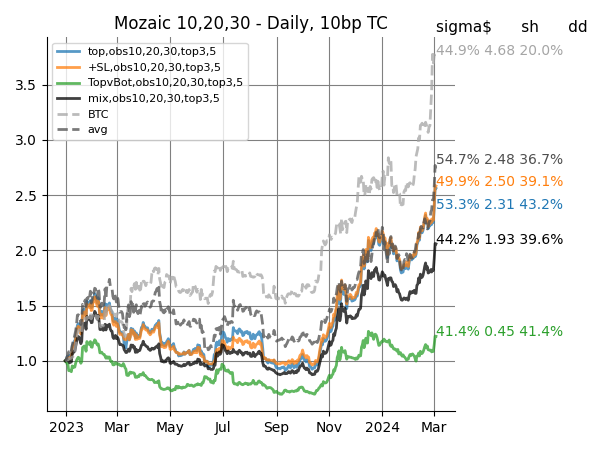 Mozaic 10,20,30 - Daily, 10bp TC
sigma$ sh dd
top,obs10,20,30,top3,5
+SL,obs10,20,30,top3,5
TopvBot,obs10,20,30,top3,5
mix,obs10,20,30,top3,5
BTC
avg
44.9% 4.68 20.0%
54.7% 2.48 36.7%
49.9% 2.50 39.1%
53.3% 2.31 43.2%
44.2% 1.93 39.6%
41.4% 0.45 41.4%
3.5
3.0
2.5
2.0
1.5
1.0
2023 Mar May Jul Sep Nov 2024 Mar